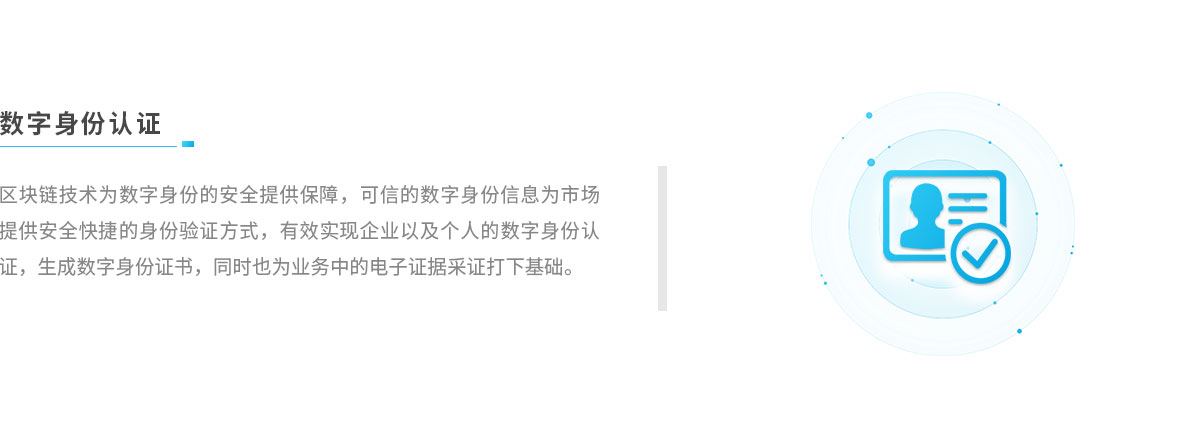 数字身份认证
区块链技术为数字身份的安全提供保障，可信的数字身份信息为市场
提供安全快捷的身份验证方式，有效实现企业以及个人的数字身份认
证，生成数字身份证书，同时也为业务中的电子证据采证打下基础。